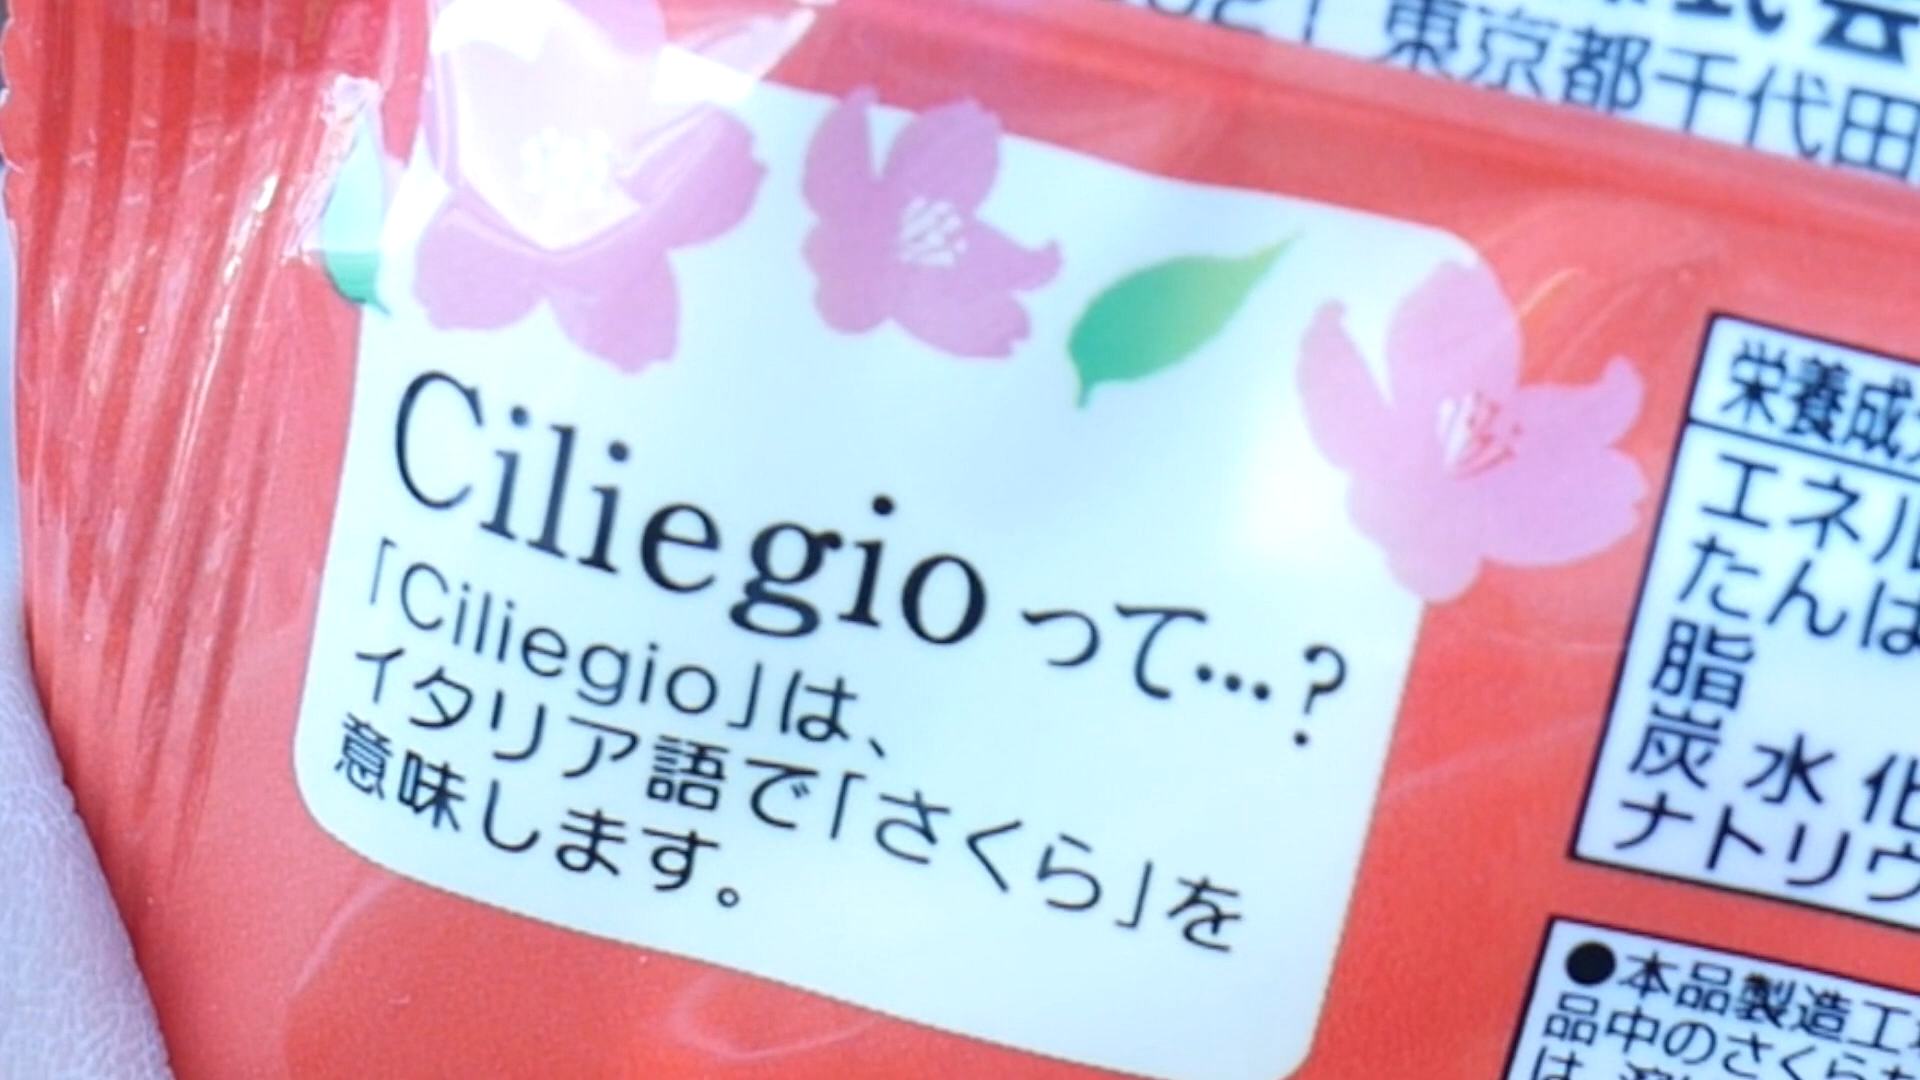 東京都千代田
Ciliegioって…?
「Ciliegio」は、
イタリア語で「さくら」を
意味します。
栄養成
エネル
たんぱ
脂
炭水化
ナトリウ
●本品製造工
品中のさくら